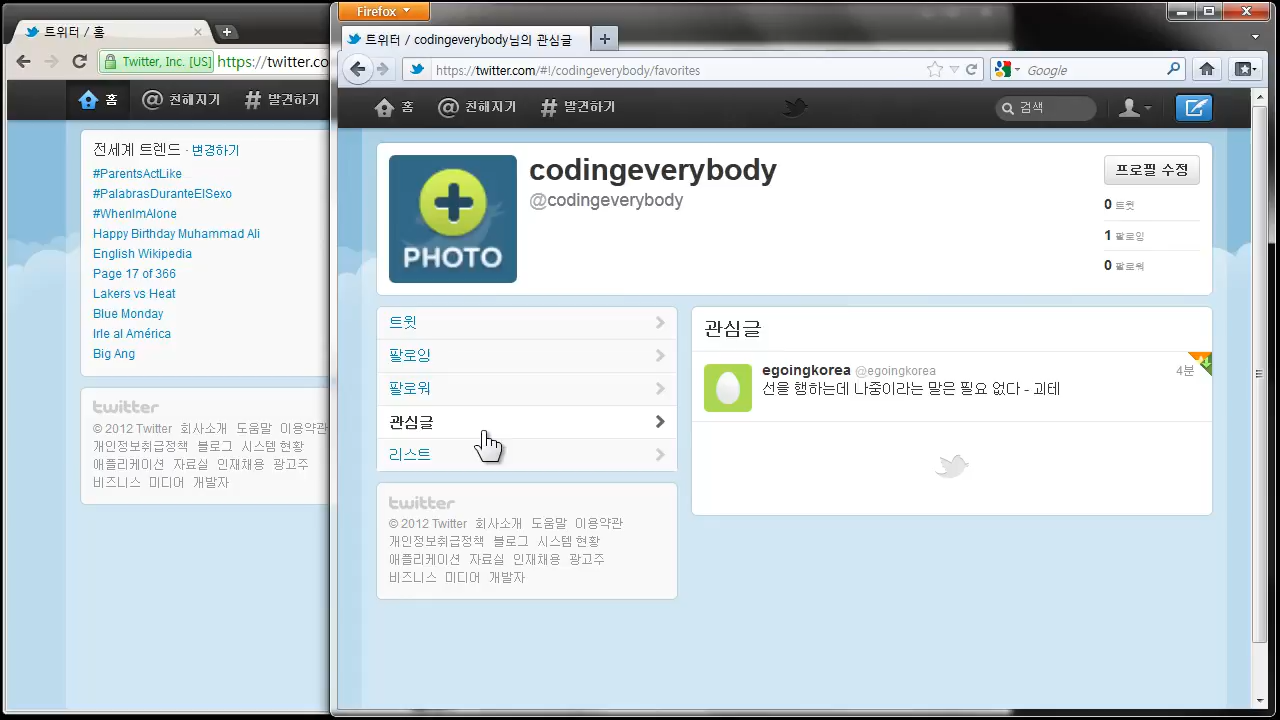 트위터 / 홈
Twitter, Inc. [US]
https://twitter.co
홈
친해지기
발견하기
전세계 트렌드 · 변경하기
#ParentsActLike
#PalabrasDuranteElSexo
#WhenImAlone
Happy Birthday Muhammad Ali
English Wikipedia
Page 17 of 366
Lakers vs Heat
Blue Monday
Irle al América
Big Ang
twitter
© 2012 Twitter 회사소개 도움말 이용약관
개인정보취급정책 블로그 시스템 현황
애플리케이션 자료실 인재채용 광고주
비즈니스 미디어 개발자
Firefox
트위터 / codingeverybody님의 관심글
https://twitter.com/#!/codingeverybody/favorites
Google
홈
친해지기
발견하기
검색
PHOTO
codingeverybody
@codingeverybody
프로필 수정
0 트윗
1 팔로잉
0 팔로워
트윗
팔로잉
팔로워
관심글
리스트
twitter
© 2012 Twitter 회사소개 도움말 이용약관
개인정보취급정책 블로그 시스템 현황
애플리케이션 자료실 인재채용 광고주
비즈니스 미디어 개발자
관심글
egoingkorea @egoingkorea 4분
선을 행하는데 나중이라는 말은 필요 없다 - 괴테